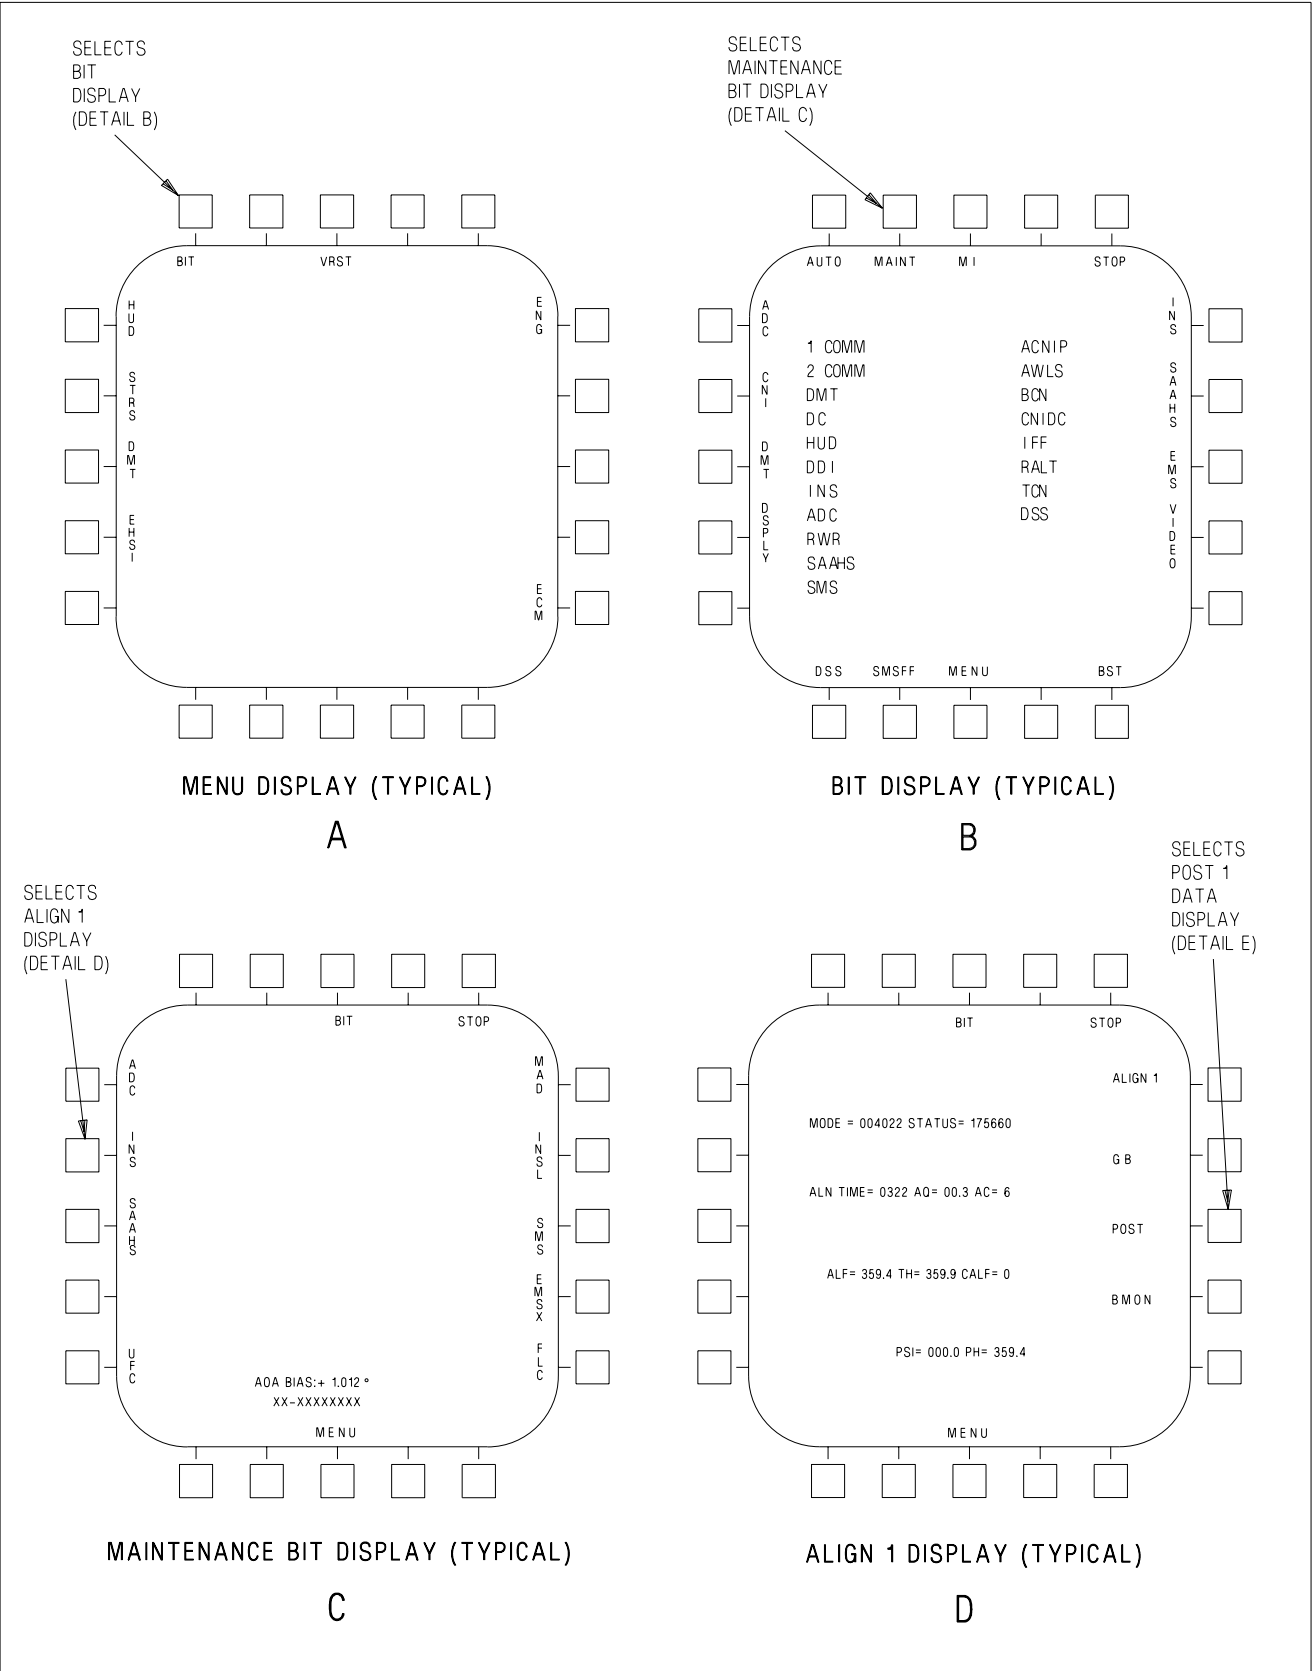 SELECTS
BIT
DISPLAY
(DETAIL B)
BIT
VRST
HUD
STRS
DMT
EHSI
ENG
ECM
MENU DISPLAY (TYPICAL)
A
SELECTS
MAINTENANCE
BIT DISPLAY
(DETAIL C)
AUTO MAINT MI STOP
ADC
CNI
DMT
DSPLY
1 COMM
2 COMM
DMT
DC
HUD
DDI
INS
ADC
RWR
SAAHS
SMS
ACNIP
AWLS
BCN
CNIDC
IFF
RALT
TCN
DSS
INS
SAAHS
EMS
VIDEO
DSS SMSFF MENU BST
BIT DISPLAY (TYPICAL)
B
SELECTS
ALIGN 1
DISPLAY
(DETAIL D)
BIT STOP
ADC
INS
SAAHS
UFC
MAD
INSL
SMS
EMSX
FLC
AOA BIAS:+ 1.012 °
XX-XXXXXXXX
MENU
MAINTENANCE BIT DISPLAY (TYPICAL)
C
SELECTS
POST 1
DATA
DISPLAY
(DETAIL E)
BIT STOP
ALIGN 1
MODE = 004022 STATUS= 175660
GB
ALN TIME= 0322 AQ= 00.3 AC= 6
POST
ALF= 359.4 TH= 359.9 CALF= 0
BMON
PSI= 000.0 PH= 359.4
MENU
ALIGN 1 DISPLAY (TYPICAL)
D